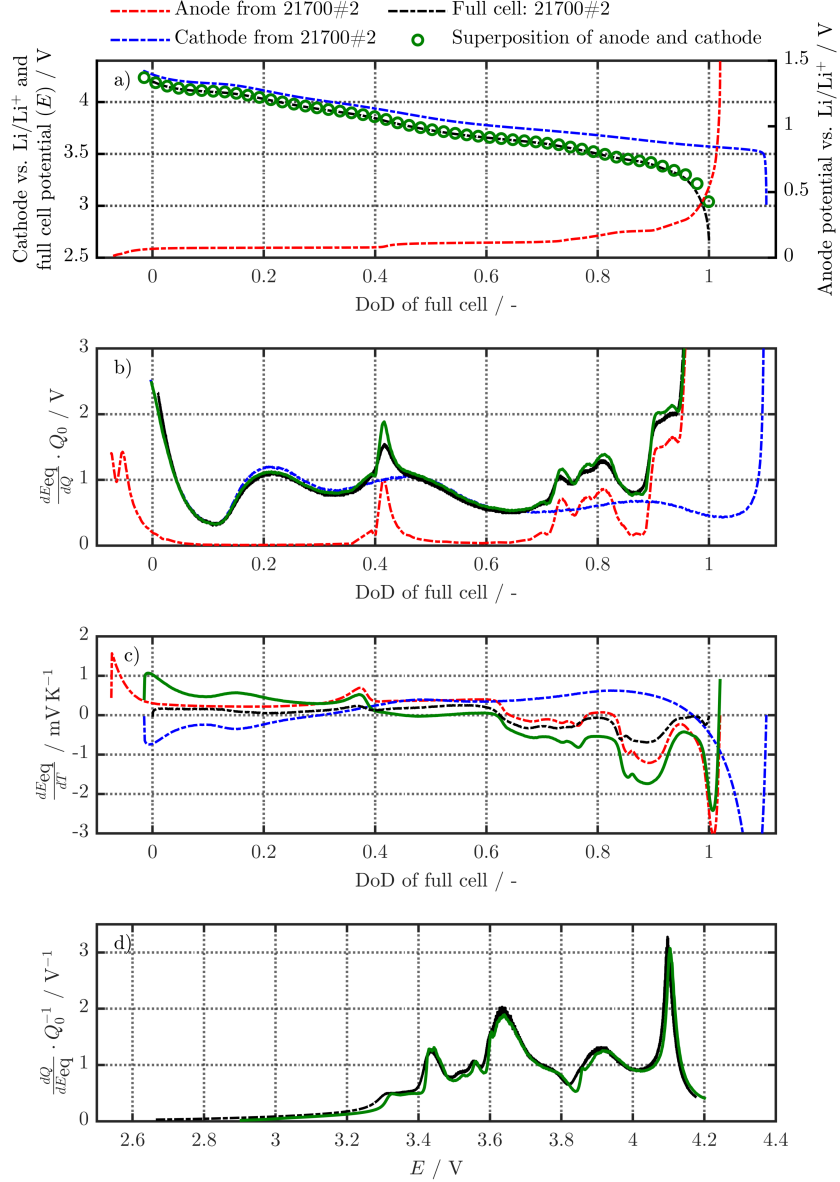 Anode from 21700#2
Full cell: 21700#2
Cathode from 21700#2
Superposition of anode and cathode
a)
Cathode vs. Li/Li⁺ and
full cell potential (E) / V
4
3.5
3
2.5
1.5
1
0.5
0
Anode potential vs. Li/Li⁺ / V
0 0.2 0.4 0.6 0.8 1
DoD of full cell / -
b)
dEeq/dQ · Q₀ / V
3
2
1
0
0 0.2 0.4 0.6 0.8 1
DoD of full cell / -
c)
dEeq/dT / mV K⁻¹
2
1
0
-1
-2
-3
0 0.2 0.4 0.6 0.8 1
DoD of full cell / -
d)
dQ/dEeq · Q₀⁻¹ / V⁻¹
3
2
1
0
2.6 2.8 3 3.2 3.4 3.6 3.8 4 4.2 4.4
E / V